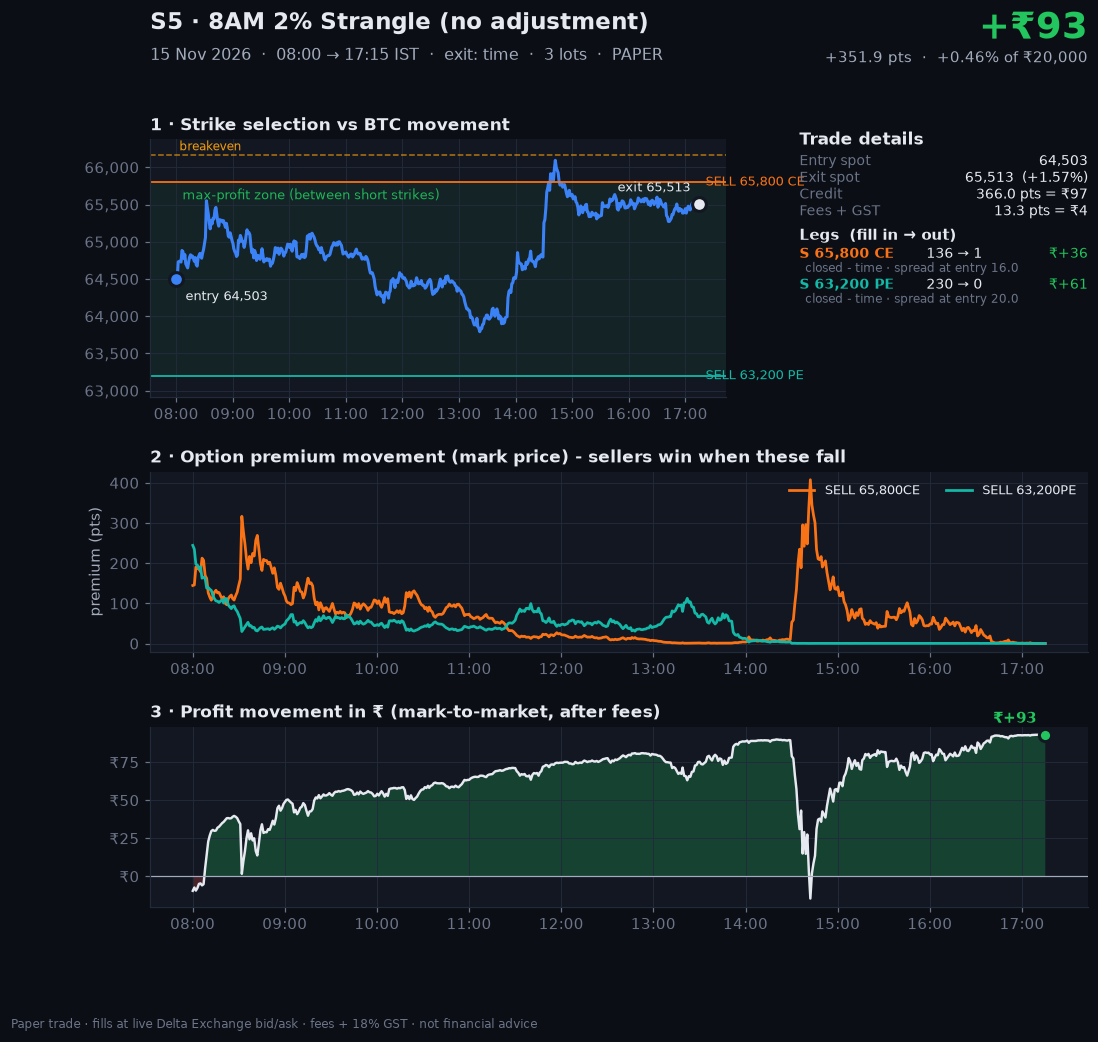 S5 · 8AM 2% Strangle (no adjustment)
+₹93
15 Nov 2026 · 08:00 → 17:15 IST · exit: time · 3 lots · PAPER
+351.9 pts · +0.46% of ₹20,000
1 · Strike selection vs BTC movement
breakeven
66,000
SELL 65,800 CE
exit 65,513
max-profit zone (between short strikes)
65,500
65,000
64,500
entry 64,503
64,000
63,500
SELL 63,200 PE
63,000
08:00 09:00 10:00 11:00 12:00 13:00 14:00 15:00 16:00 17:00
Trade details
Entry spot 64,503
Exit spot 65,513 (+1.57%)
Credit 366.0 pts = ₹97
Fees + GST 13.3 pts = ₹4
Legs (fill in → out)
S 65,800 CE 136 → 1 ₹+36
closed - time · spread at entry 16.0
S 63,200 PE 230 → 0 ₹+61
closed - time · spread at entry 20.0
2 · Option premium movement (mark price) - sellers win when these fall
SELL 65,800CE SELL 63,200PE
premium (pts)
400
300
200
100
0
08:00 09:00 10:00 11:00 12:00 13:00 14:00 15:00 16:00 17:00
3 · Profit movement in ₹ (mark-to-market, after fees)
₹+93
₹75
₹50
₹25
₹0
08:00 09:00 10:00 11:00 12:00 13:00 14:00 15:00 16:00 17:00
Paper trade · fills at live Delta Exchange bid/ask · fees + 18% GST · not financial advice